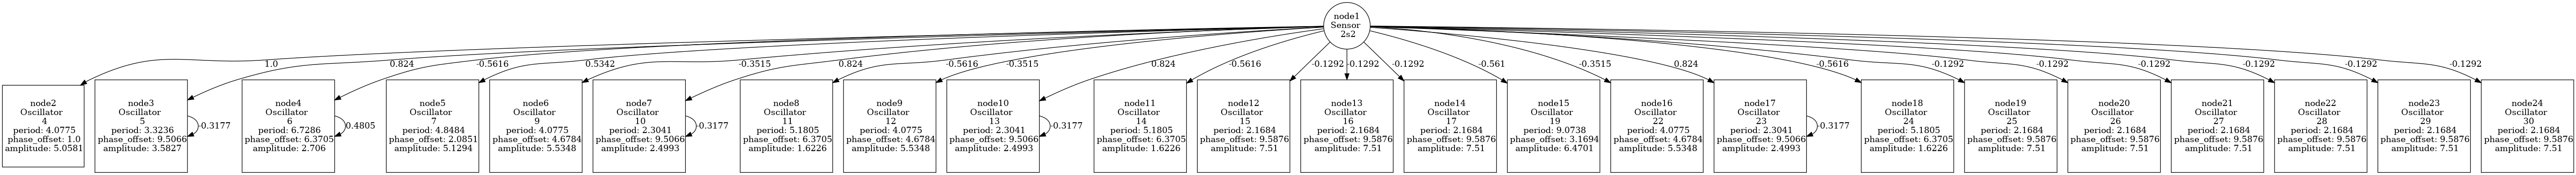 node1
Sensor
2s2
1.0
0.824
-0.5616
0.5342
-0.3515
0.824
-0.5616
-0.3515
0.824
-0.5616
-0.1292
-0.1292
-0.1292
-0.561
-0.3515
0.824
-0.5616
-0.1292
-0.1292
-0.1292
-0.1292
-0.1292
-0.1292
node2
Oscillator
4
period: 4.0775
phase_offset: 1.0
amplitude: 5.0581
node3
Oscillator
5
period: 3.3236
phase_offset: 9.5066
amplitude: 3.5827
-0.3177
node4
Oscillator
6
period: 6.7286
phase_offset: 6.3705
amplitude: 2.706
0.4805
node5
Oscillator
7
period: 4.8484
phase_offset: 2.0851
amplitude: 5.1294
node6
Oscillator
9
period: 4.0775
phase_offset: 4.6784
amplitude: 5.5348
node7
Oscillator
10
period: 2.3041
phase_offset: 9.5066
amplitude: 2.4993
-0.3177
node8
Oscillator
11
period: 5.1805
phase_offset: 6.3705
amplitude: 1.6226
node9
Oscillator
12
period: 4.0775
phase_offset: 4.6784
amplitude: 5.5348
node10
Oscillator
13
period: 2.3041
phase_offset: 9.5066
amplitude: 2.4993
-0.3177
node11
Oscillator
14
period: 5.1805
phase_offset: 6.3705
amplitude: 1.6226
node12
Oscillator
15
period: 2.1684
phase_offset: 9.5876
amplitude: 7.51
node13
Oscillator
16
period: 2.1684
phase_offset: 9.5876
amplitude: 7.51
node14
Oscillator
17
period: 2.1684
phase_offset: 9.5876
amplitude: 7.51
node15
Oscillator
19
period: 9.0738
phase_offset: 3.1694
amplitude: 6.4701
node16
Oscillator
22
period: 4.0775
phase_offset: 4.6784
amplitude: 5.5348
node17
Oscillator
23
period: 2.3041
phase_offset: 9.5066
amplitude: 2.4993
-0.3177
node18
Oscillator
24
period: 5.1805
phase_offset: 6.3705
amplitude: 1.6226
node19
Oscillator
25
period: 2.1684
phase_offset: 9.5876
amplitude: 7.51
node20
Oscillator
26
period: 2.1684
phase_offset: 9.5876
amplitude: 7.51
node21
Oscillator
27
period: 2.1684
phase_offset: 9.5876
amplitude: 7.51
node22
Oscillator
28
period: 2.1684
phase_offset: 9.5876
amplitude: 7.51
node23
Oscillator
29
period: 2.1684
phase_offset: 9.5876
amplitude: 7.51
node24
Oscillator
30
period: 2.1684
phase_offset: 9.5876
amplitude: 7.51